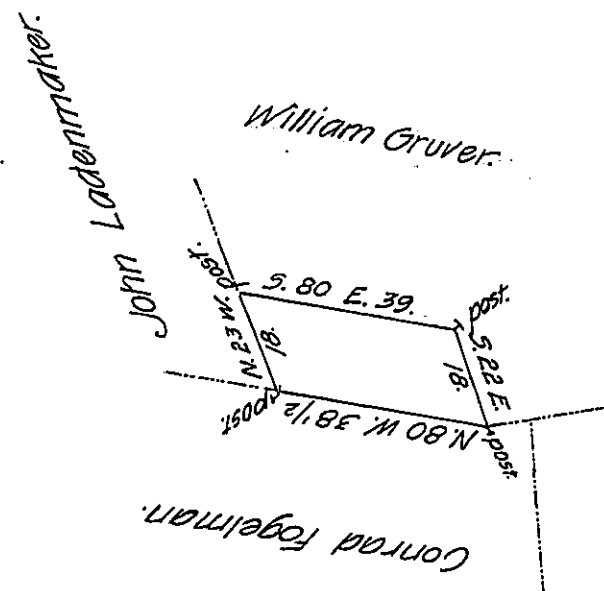 John Ladenmaker.
William Gruver.
post.
S. 80 E. 39.
post.
N. 23 W.
18.
18.
S. 22 E.
post.
N. 80 W. 38 1/2
post.
Conrad Fogelman.